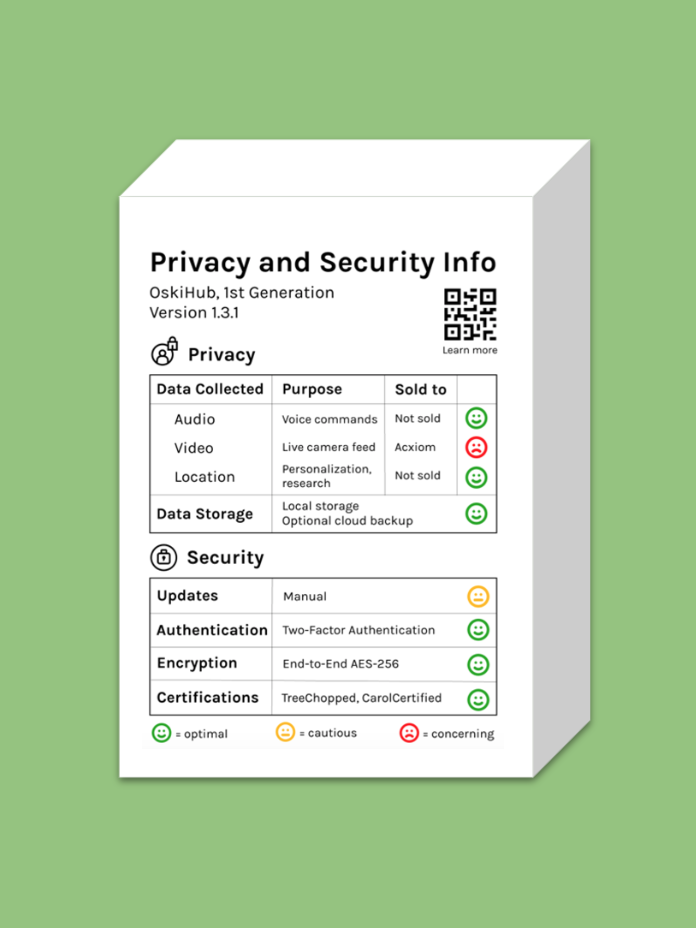 Privacy and Security Info
OskiHub, 1st Generation
Version 1.3.1
Learn more
Privacy
Data Collected Purpose Sold to
Audio Voice commands Not sold
Video Live camera feed Acxiom
Location Personalization, research Not sold
Data Storage Local storage
Optional cloud backup
Security
Updates Manual
Authentication Two-Factor Authentication
Encryption End-to-End AES-256
Certifications TreeChopped, CarolCertified
= optimal = cautious = concerning